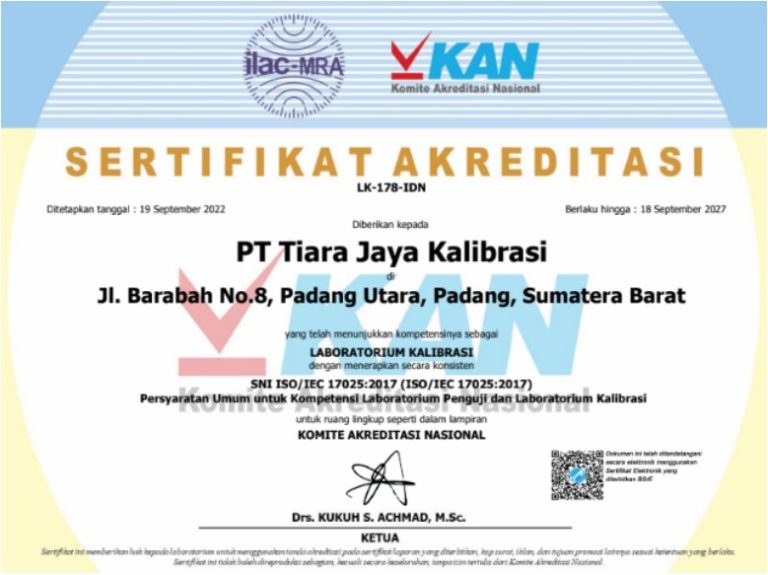 ilac-MRA
KAN
Komite Akreditasi Nasional
SERTIFIKAT AKREDITASI
LK-178-IDN
Ditetapkan tanggal : 19 September 2022
Berlaku hingga : 18 September 2027
Diberikan kepada
PT Tiara Jaya Kalibrasi
di
Jl. Barabah No.8, Padang Utara, Padang, Sumatera Barat
yang telah menunjukkan kompetensinya sebagai
LABORATORIUM KALIBRASI
dengan menerapkan secara konsisten
SNI ISO/IEC 17025:2017 (ISO/IEC 17025:2017)
Persyaratan Umum untuk Kompetensi Laboratorium Penguji dan Laboratorium Kalibrasi
untuk ruang lingkup seperti dalam lampiran
KOMITE AKREDITASI NASIONAL
KAN
Komite Akreditasi Nasional
Dokumen ini telah ditandatangani
secara elektronik menggunakan
Sertifikat Elektronik yang
diterbitkan BSrE
Drs. KUKUH S. ACHMAD, M.Sc.
KETUA
Sertifikat ini memberikan hak kepada laboratorium untuk menggunakan tanda akreditasi pada sertifikat laporan yang diterbitkan, kop surat, iklan, dan tujuan promosi lainnya sesuai ketentuan yang berlaku.
Sertifikat ini tidak boleh direproduksi sebagian, kecuali secara keseluruhan, tanpa izin tertulis dari Komite Akreditasi Nasional.